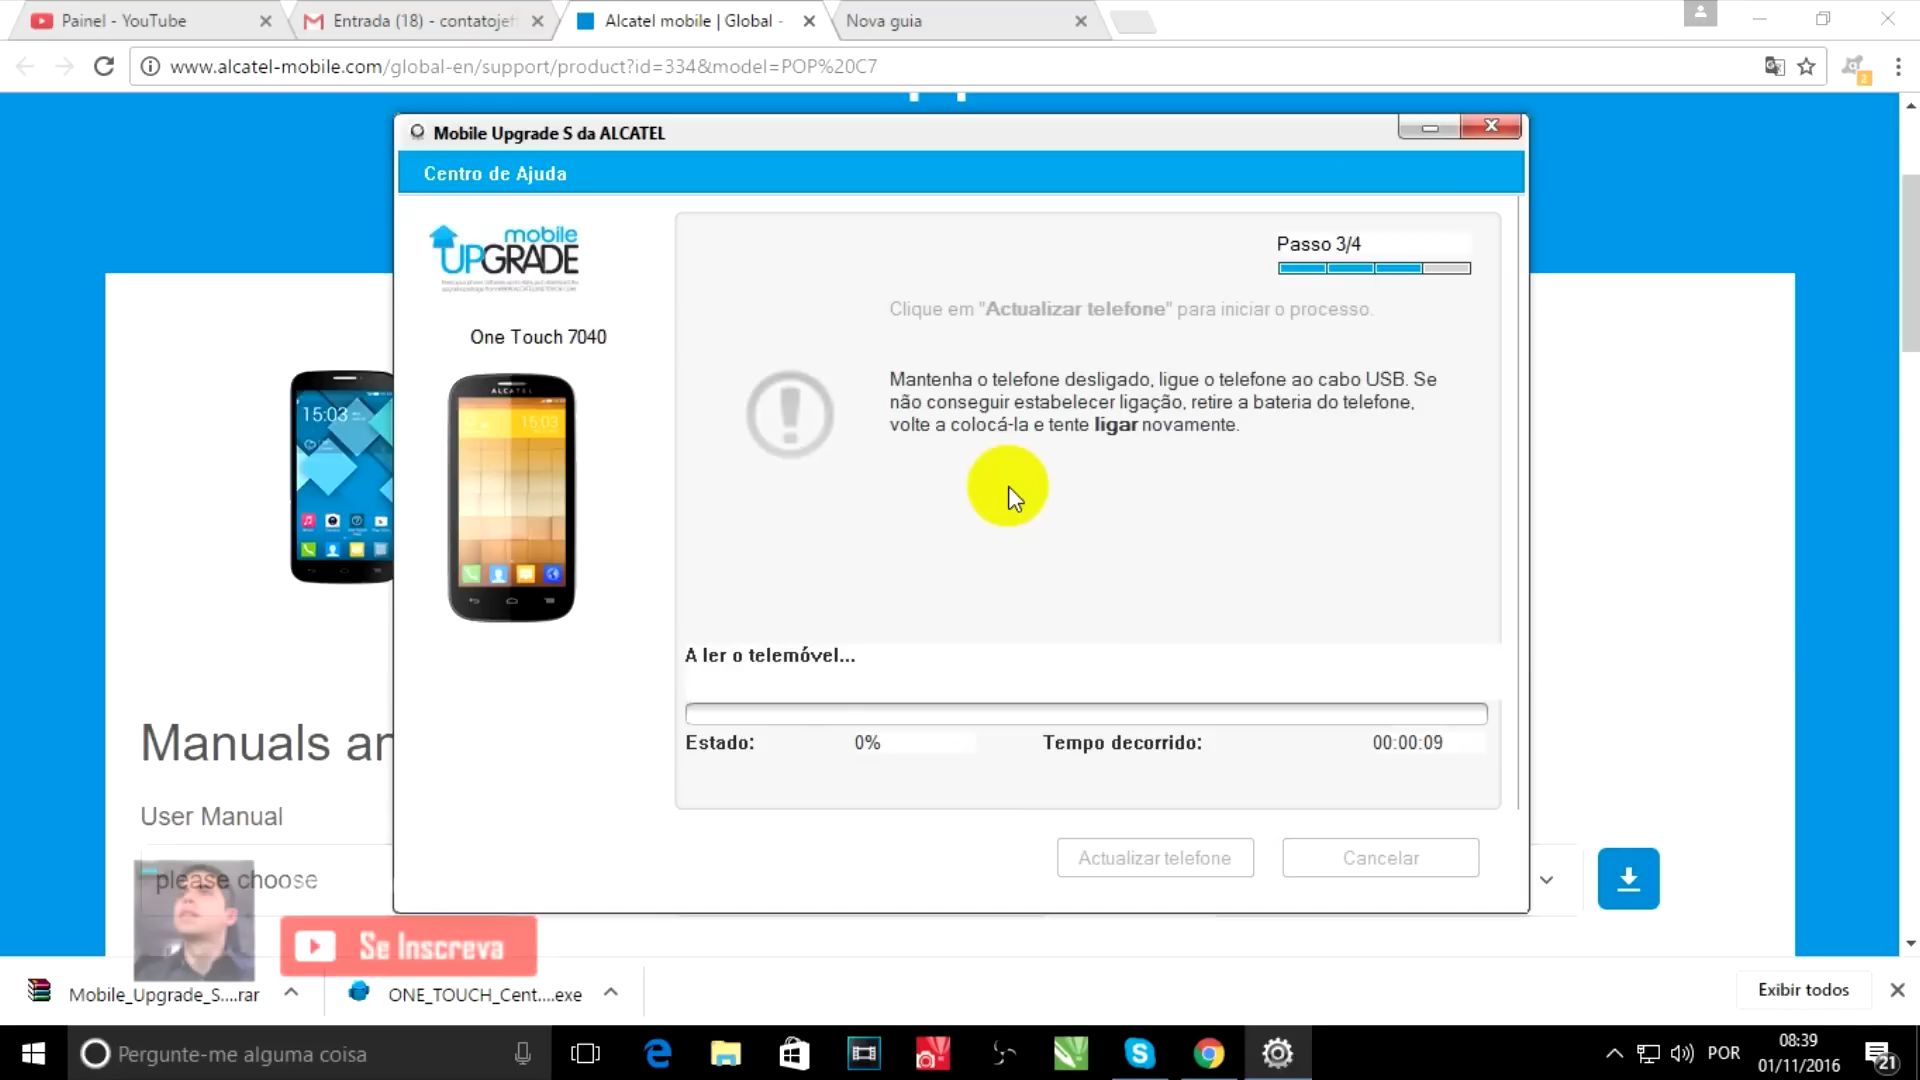 Painel - YouTube
Entrada (18) - contatojef
Alcatel mobile | Global -
Nova guia
www.alcatel-mobile.com/global-en/support/product?id=334&model=POP%20C7
2
Mobile Upgrade S da ALCATEL
Centro de Ajuda
mobile
UPGRADE
One Touch 7040
Passo 3/4
Clique em "Actualizar telefone" para iniciar o processo.
Mantenha o telefone desligado, ligue o telefone ao cabo USB. Se
não conseguir estabelecer ligação, retire a bateria do telefone,
volte a colocá-la e tente ligar novamente.
15:03
ALCATEL
15:03
A ler o telemóvel...
Estado:
0%
Tempo decorrido:
00:00:09
Actualizar telefone
Cancelar
Manuals an
User Manual
please choose
Se Inscreva
Mobile_Upgrade_S....rar
ONE_TOUCH_Cent....exe
Exibir todos
Pergunte-me alguma coisa
POR
08:39
01/11/2016
21